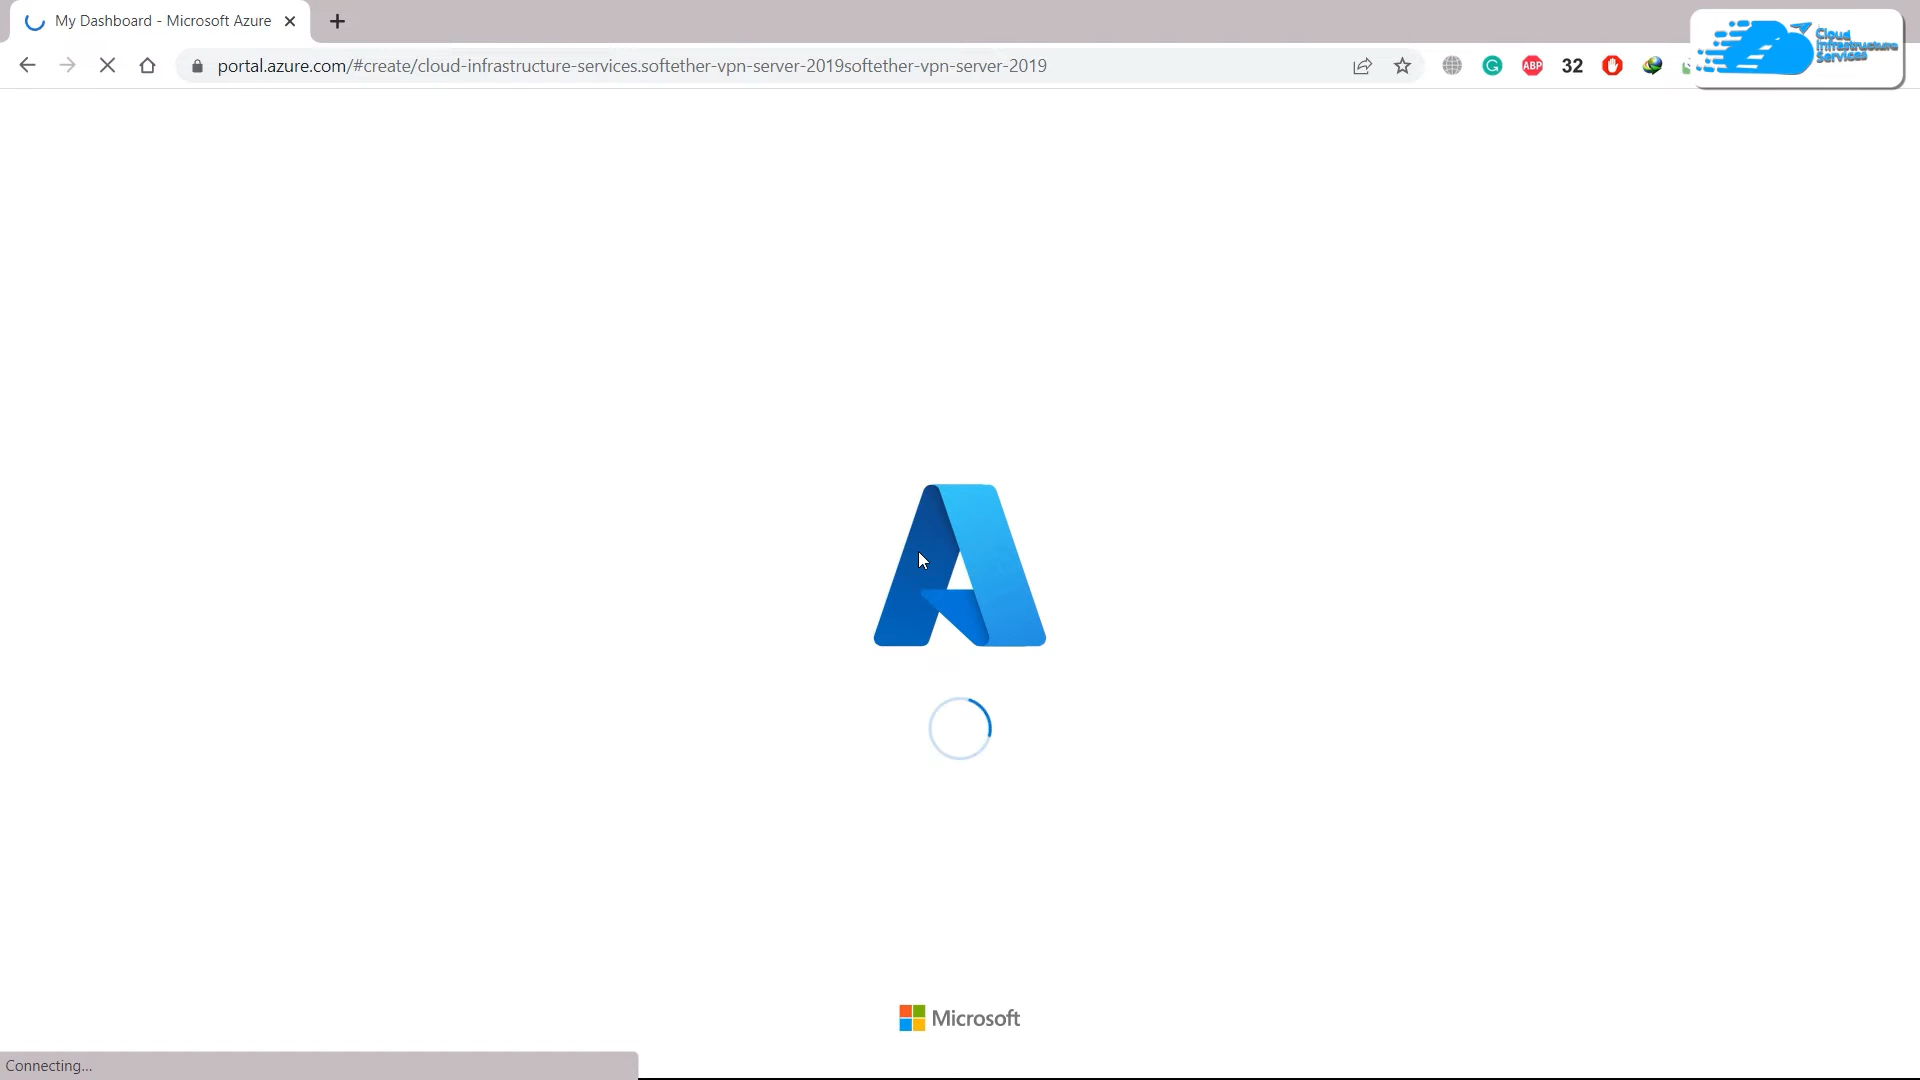 My Dashboard - Microsoft Azure
portal.azure.com/#create/cloud-infrastructure-services.softether-vpn-server-2019softether-vpn-server-2019
ABP
32
Cloud
Infrastructure
Services
Microsoft
Connecting...